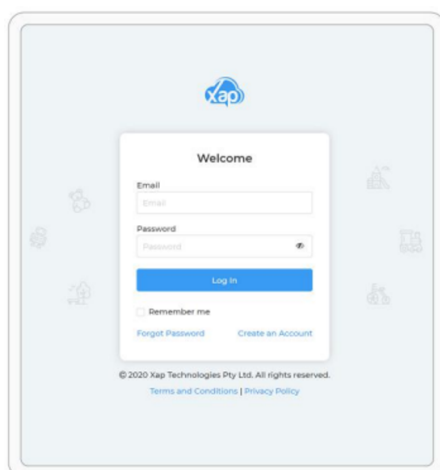 xap
Welcome
Email
Email
Password
Password
Log In
Remember me
Forgot Password Create an Account
© 2020 Xap Technologies Pty Ltd. All rights reserved.
Terms and Conditions | Privacy Policy